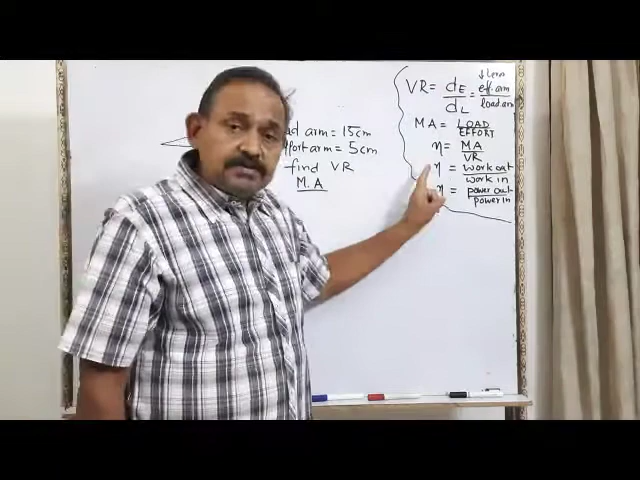 ad arm = 15cm
ffort arm = 5cm
find VR
M.A
VR = dE/dL = ↓ Lern eff arm/load arm
MA = LOAD/EFFORT
η = MA/VR
η = work out/work in
η = power out/power in